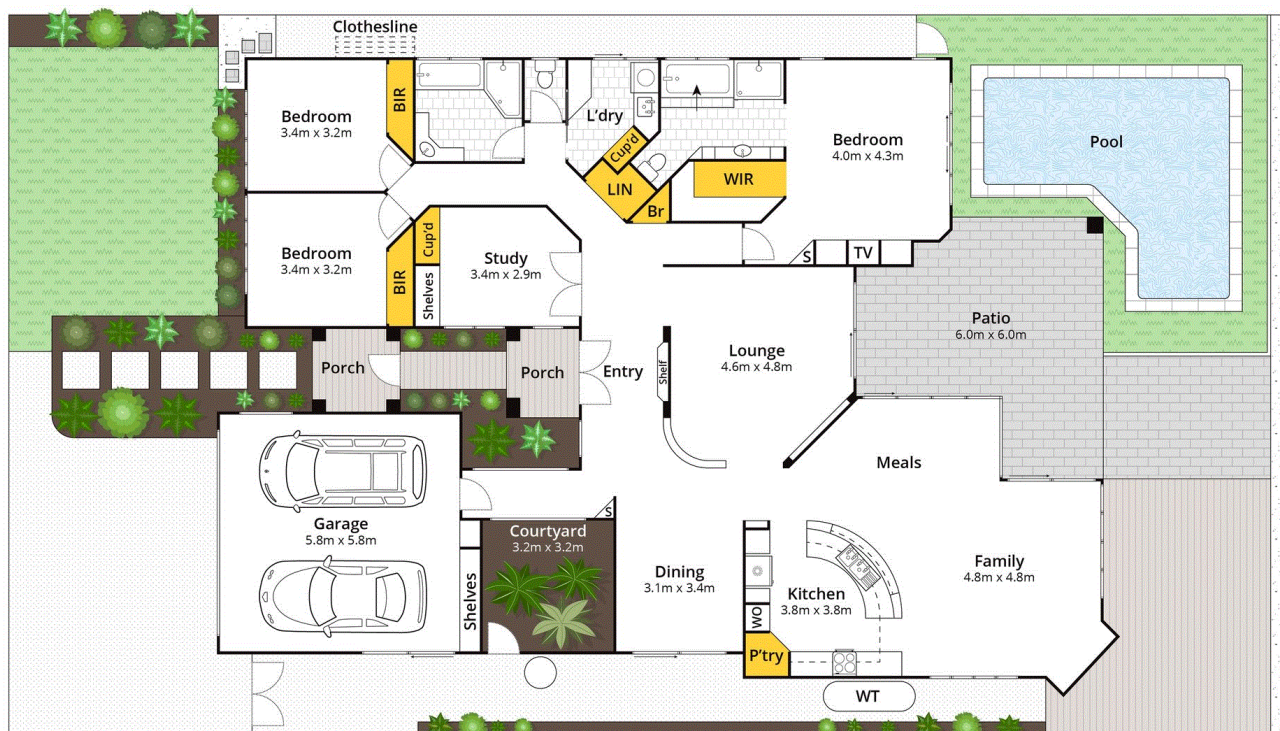 Clothesline
Bedroom
3.4m x 3.2m
BIR
L'dry
Cup'd
LIN
Br
WIR
Bedroom
4.0m x 4.3m
Pool
Bedroom
3.4m x 3.2m
BIR
Cup'd
Shelves
Study
3.4m x 2.9m
S
TV
Patio
6.0m x 6.0m
Porch
Porch
Entry
Shelf
Lounge
4.6m x 4.8m
Meals
Garage
5.8m x 5.8m
S
Courtyard
3.2m x 3.2m
Shelves
Dining
3.1m x 3.4m
Kitchen
3.8m x 3.8m
WO
P'try
Family
4.8m x 4.8m
WT